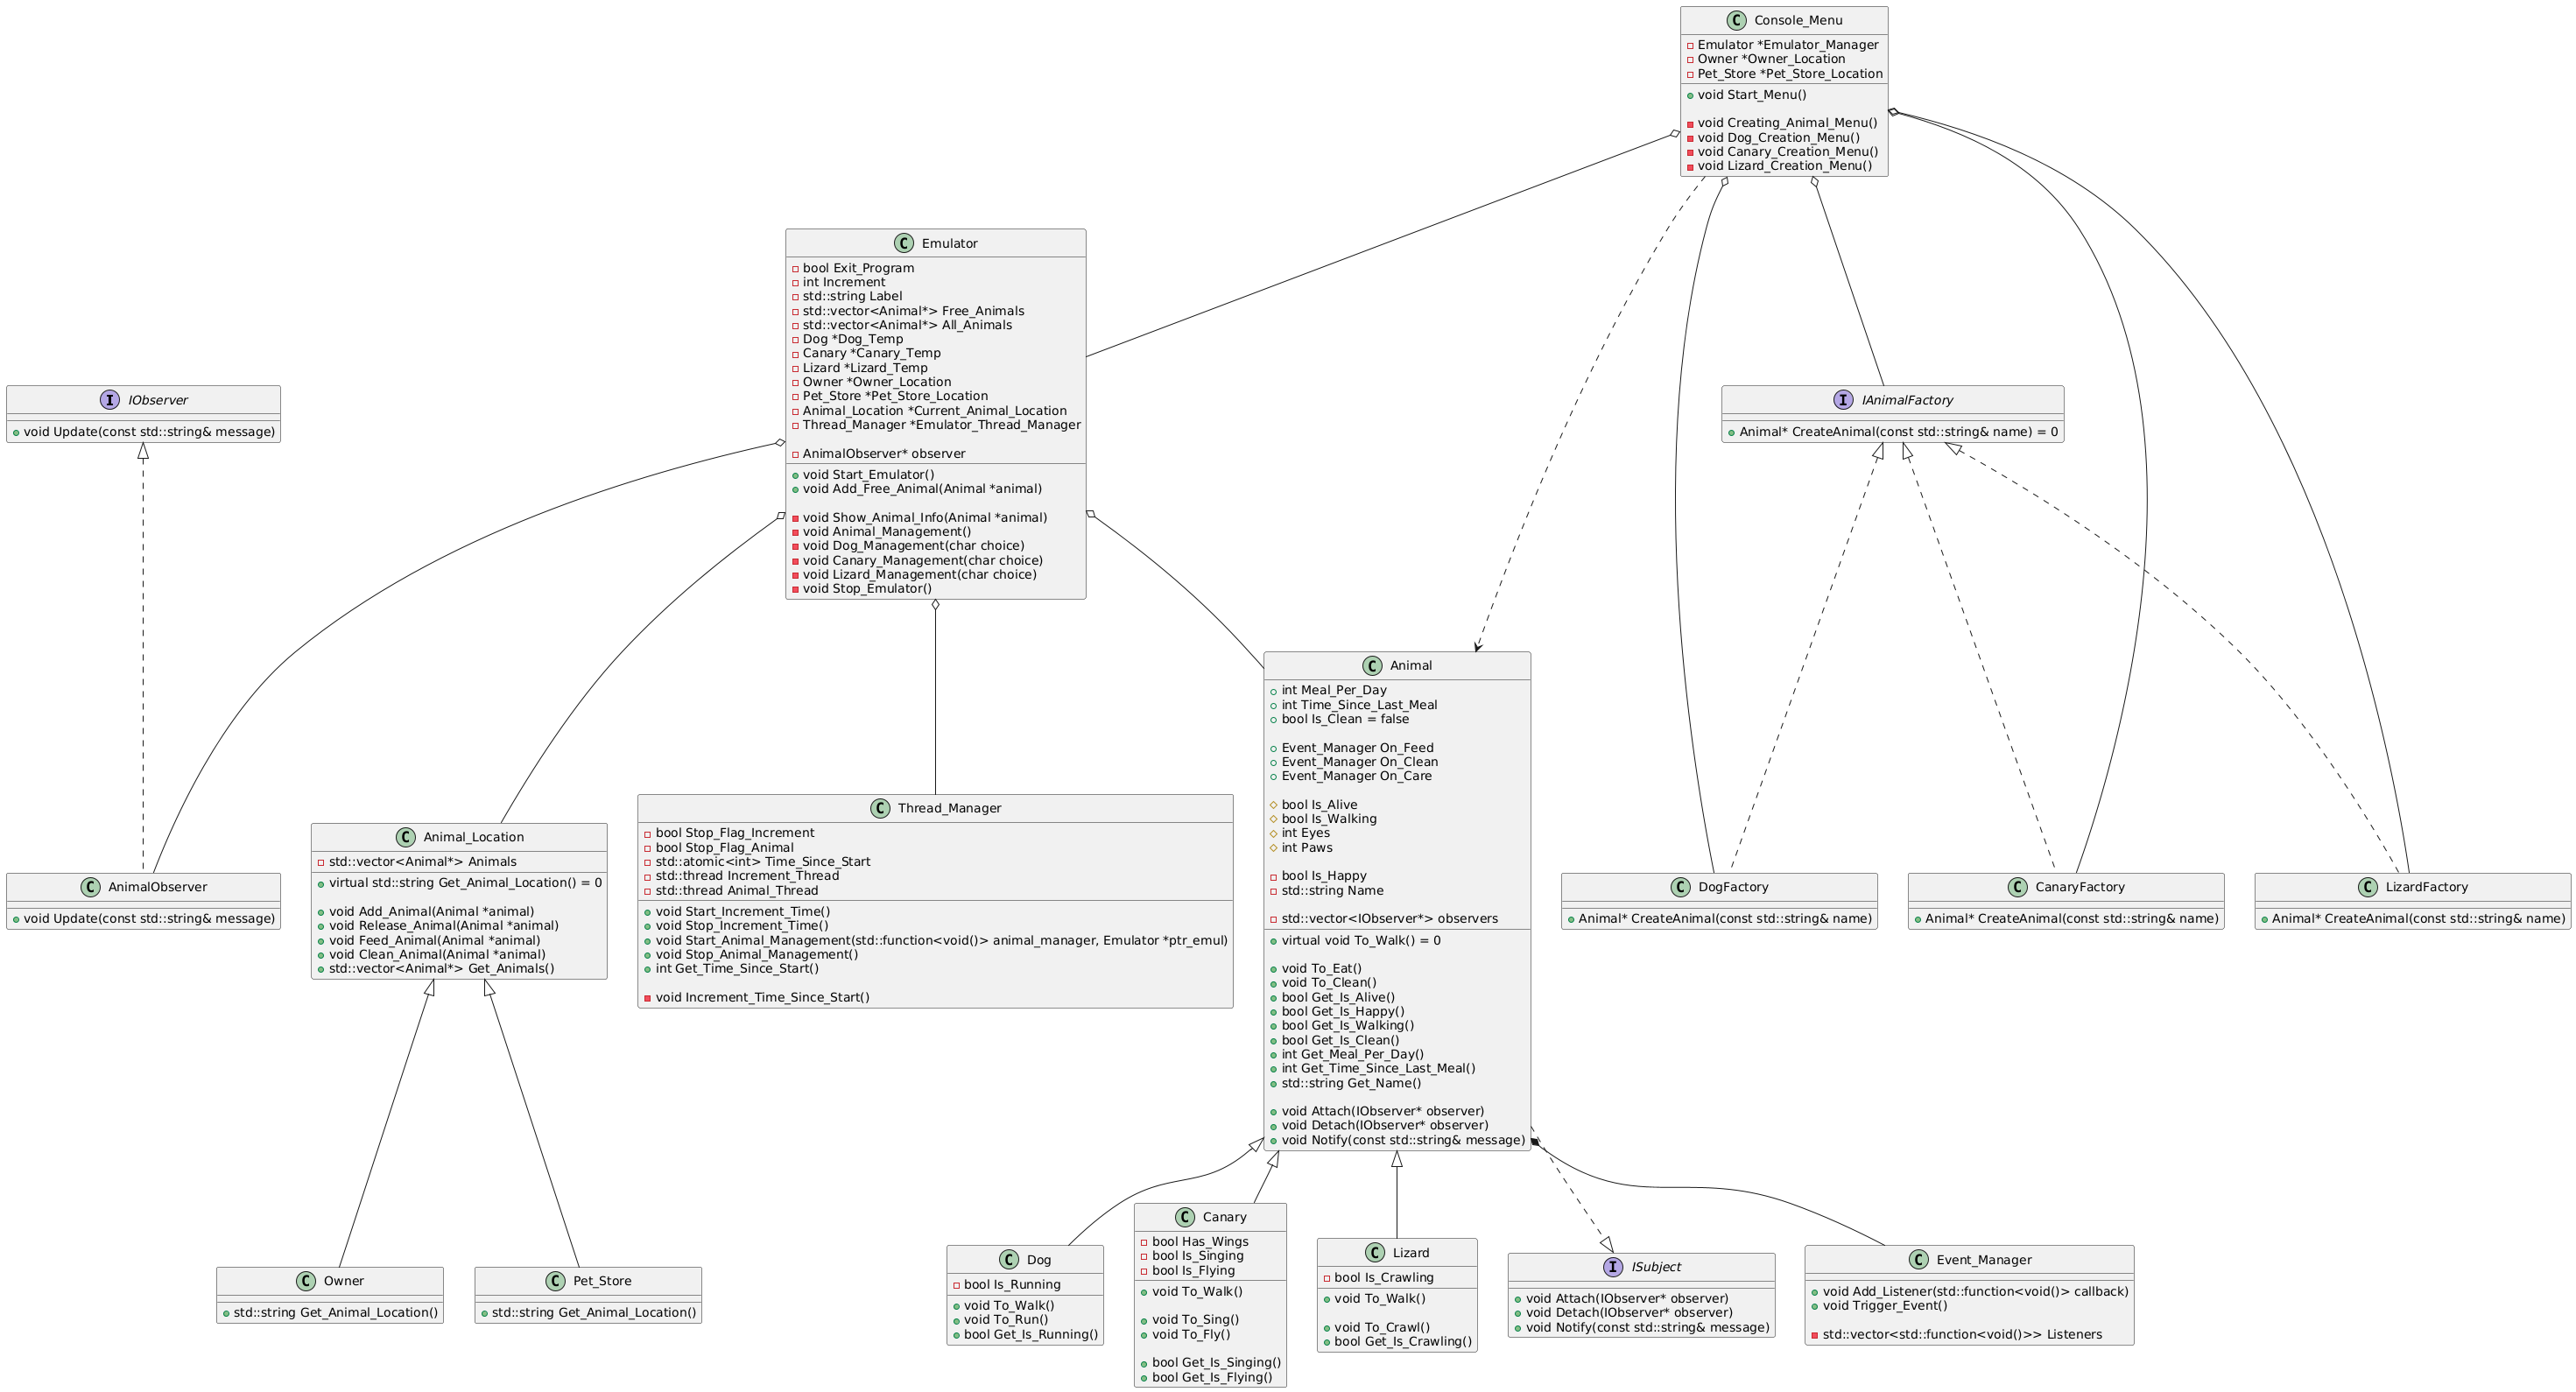 C Console_Menu
Emulator *Emulator_Manager
Owner *Owner_Location
Pet_Store *Pet_Store_Location
void Start_Menu()
void Creating_Animal_Menu()
void Dog_Creation_Menu()
void Canary_Creation_Menu()
void Lizard_Creation_Menu()
C Emulator
bool Exit_Program
int Increment
std::string Label
std::vector<Animal*> Free_Animals
std::vector<Animal*> All_Animals
Dog *Dog_Temp
Canary *Canary_Temp
Lizard *Lizard_Temp
Owner *Owner_Location
Pet_Store *Pet_Store_Location
Animal_Location *Current_Animal_Location
Thread_Manager *Emulator_Thread_Manager
AnimalObserver* observer
void Start_Emulator()
void Add_Free_Animal(Animal *animal)
void Show_Animal_Info(Animal *animal)
void Animal_Management()
void Dog_Management(char choice)
void Canary_Management(char choice)
void Lizard_Management(char choice)
void Stop_Emulator()
I IObserver
void Update(const std::string& message)
I IAnimalFactory
Animal* CreateAnimal(const std::string& name) = 0
C Animal
int Meal_Per_Day
int Time_Since_Last_Meal
bool Is_Clean = false
Event_Manager On_Feed
Event_Manager On_Clean
Event_Manager On_Care
bool Is_Alive
bool Is_Walking
int Eyes
int Paws
bool Is_Happy
std::string Name
std::vector<IObserver*> observers
virtual void To_Walk() = 0
void To_Eat()
void To_Clean()
bool Get_Is_Alive()
bool Get_Is_Happy()
bool Get_Is_Walking()
bool Get_Is_Clean()
int Get_Meal_Per_Day()
int Get_Time_Since_Last_Meal()
std::string Get_Name()
void Attach(IObserver* observer)
void Detach(IObserver* observer)
void Notify(const std::string& message)
C AnimalObserver
void Update(const std::string& message)
C Animal_Location
std::vector<Animal*> Animals
virtual std::string Get_Animal_Location() = 0
void Add_Animal(Animal *animal)
void Release_Animal(Animal *animal)
void Feed_Animal(Animal *animal)
void Clean_Animal(Animal *animal)
std::vector<Animal*> Get_Animals()
C Thread_Manager
bool Stop_Flag_Increment
bool Stop_Flag_Animal
std::atomic<int> Time_Since_Start
std::thread Increment_Thread
std::thread Animal_Thread
void Start_Increment_Time()
void Stop_Increment_Time()
void Start_Animal_Management(std::function<void()> animal_manager, Emulator *ptr_emul)
void Stop_Animal_Management()
int Get_Time_Since_Start()
void Increment_Time_Since_Start()
C DogFactory
Animal* CreateAnimal(const std::string& name)
C CanaryFactory
Animal* CreateAnimal(const std::string& name)
C LizardFactory
Animal* CreateAnimal(const std::string& name)
C Owner
std::string Get_Animal_Location()
C Pet_Store
std::string Get_Animal_Location()
C Dog
bool Is_Running
void To_Walk()
void To_Run()
bool Get_Is_Running()
C Canary
bool Has_Wings
bool Is_Singing
bool Is_Flying
void To_Walk()
void To_Sing()
void To_Fly()
bool Get_Is_Singing()
bool Get_Is_Flying()
C Lizard
bool Is_Crawling
void To_Walk()
void To_Crawl()
bool Get_Is_Crawling()
I ISubject
void Attach(IObserver* observer)
void Detach(IObserver* observer)
void Notify(const std::string& message)
C Event_Manager
void Add_Listener(std::function<void()> callback)
void Trigger_Event()
std::vector<std::function<void()>> Listeners